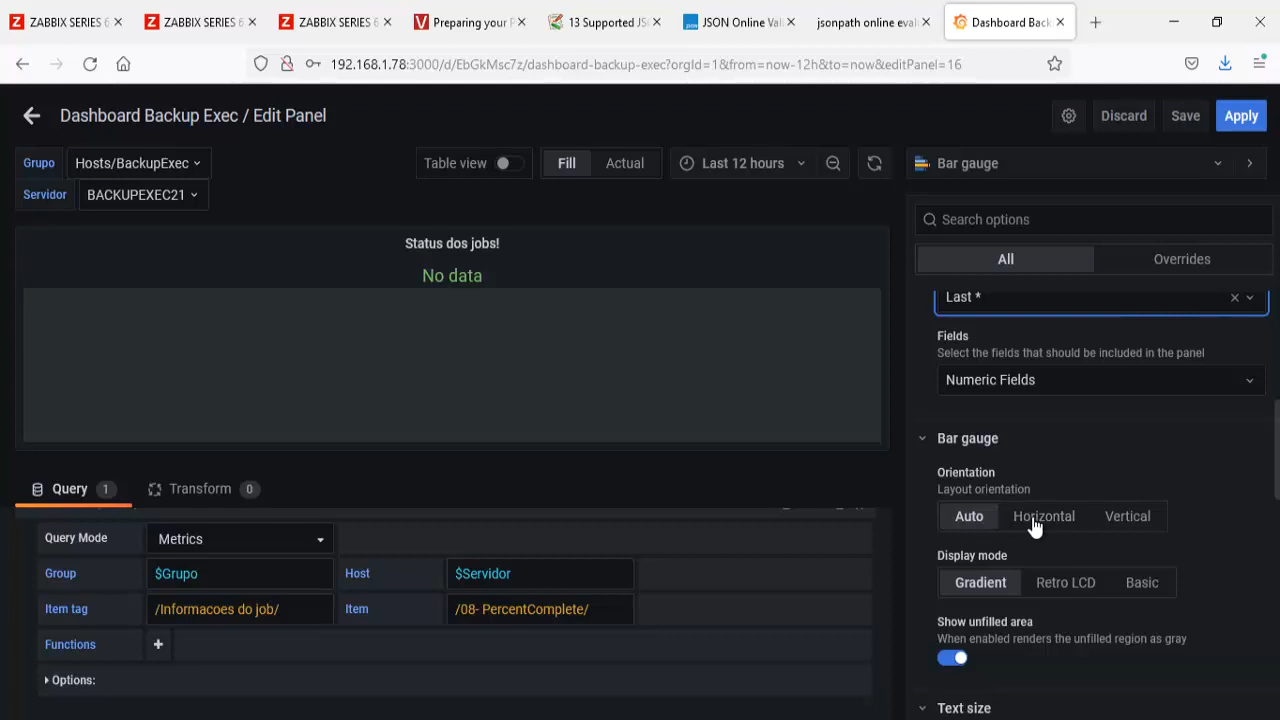 ZABBIX SERIES 6
ZABBIX SERIES 6
ZABBIX SERIES 6
Preparing your P
13 Supported JS
JSON Online Vali
jsonpath online eval
Dashboard Back
192.168.1.78:3000/d/EbGkMsc7z/dashboard-backup-exec?orgId=1&from=now-12h&to=now&editPanel=16
Dashboard Backup Exec / Edit Panel
Discard
Save
Apply
Grupo
Hosts/BackupExec
Table view
Fill
Actual
Last 12 hours
Bar gauge
Servidor
BACKUPEXEC21
Search options
Status dos jobs!
No data
All
Overrides
Last *
Fields
Select the fields that should be included in the panel
Numeric Fields
Bar gauge
Orientation
Layout orientation
Auto
Horizontal
Vertical
Display mode
Gradient
Retro LCD
Basic
Show unfilled area
When enabled renders the unfilled region as gray
Text size
Query 1
Transform 0
Query Mode
Metrics
Group
$Grupo
Host
$Servidor
Item tag
/Informacoes do job/
Item
/08- PercentComplete/
Functions
+
Options: